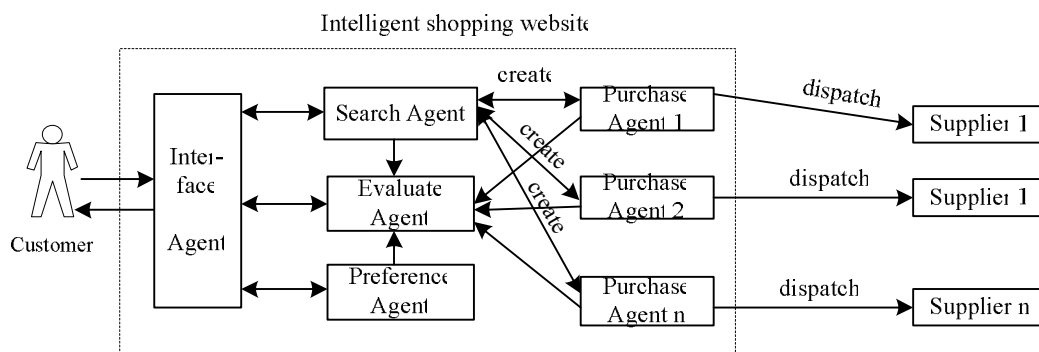 Intelligent shopping website
create
dispatch
Search Agent
Purchase
Agent 1
Supplier 1
Inter-
face
Agent
create
Evaluate
Agent
create
Purchase
Agent 2
dispatch
Supplier 1
Customer
Preference
Agent
Purchase
Agent n
dispatch
Supplier n